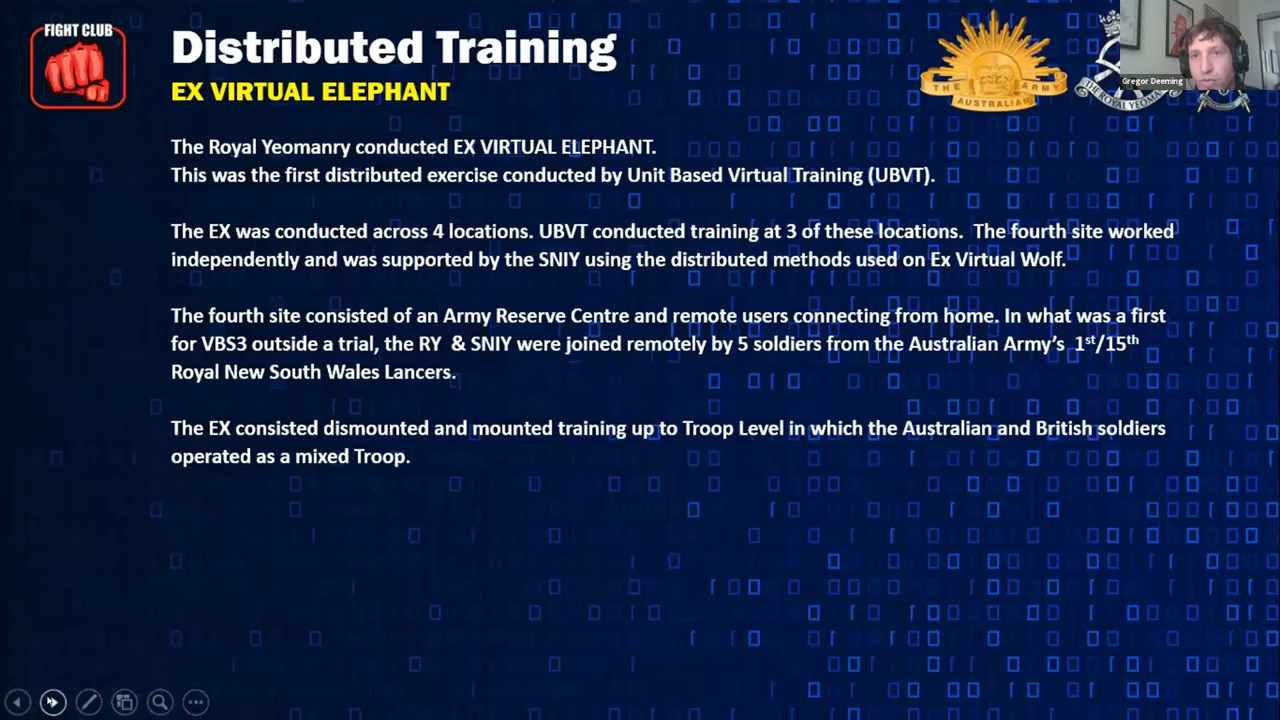 FIGHT CLUB
Distributed Training
EX VIRTUAL ELEPHANT
THE ARMY
AUSTRALIAN
THE ROYAL YEOMA
Gregor Deeming
The Royal Yeomanry conducted EX VIRTUAL ELEPHANT.
This was the first distributed exercise conducted by Unit Based Virtual Training (UBVT).
The EX was conducted across 4 locations. UBVT conducted training at 3 of these locations.  The fourth site worked
independently and was supported by the SNIY using the distributed methods used on Ex Virtual Wolf.
The fourth site consisted of an Army Reserve Centre and remote users connecting from home. In what was a first
for VBS3 outside a trial, the RY  & SNIY were joined remotely by 5 soldiers from the Australian Army’s  1st/15th
Royal New South Wales Lancers.
The EX consisted dismounted and mounted training up to Troop Level in which the Australian and British soldiers
operated as a mixed Troop.